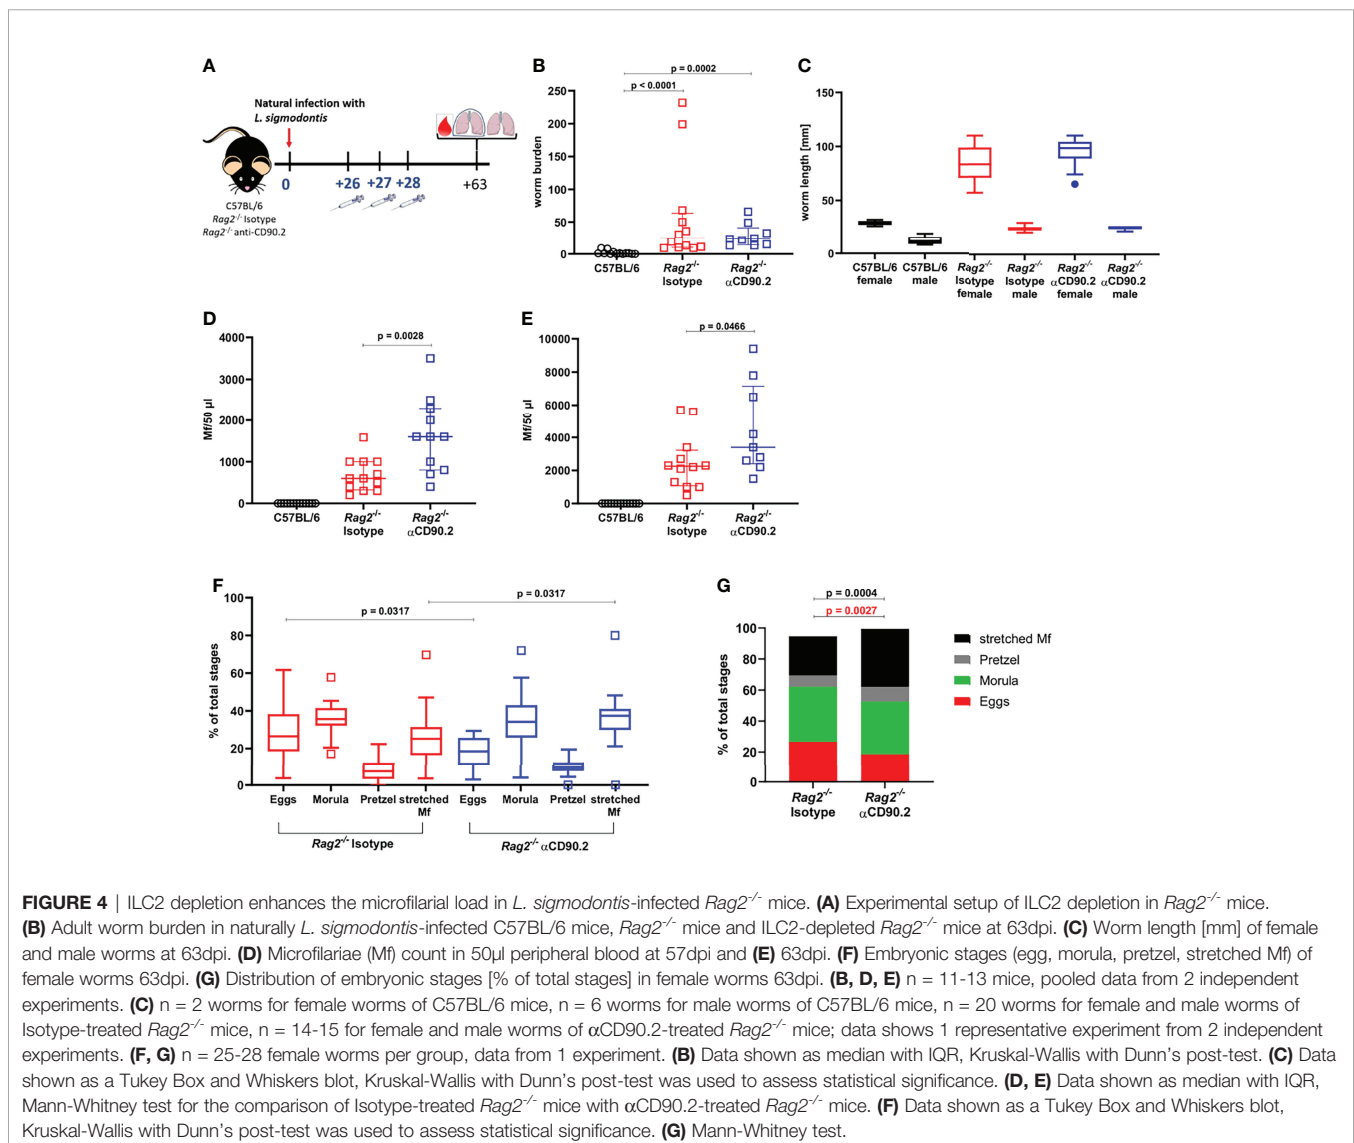 A
Natural infection with
L. sigmodontis
0
+26
+27
+28
+63
C57BL/6
Rag2-/- Isotype
Rag2-/- anti-CD90.2
B
p = 0.0002
p < 0.0001
worm burden
250
200
150
100
50
0
C57BL/6
Rag2-/-
Isotype
Rag2-/-
αCD90.2
C
worm length [mm]
150
100
50
0
C57BL/6
female
C57BL/6
male
Rag2-/-
Isotype
female
Rag2-/-
Isotype
male
Rag2-/-
αCD90.2
female
Rag2-/-
αCD90.2
male
D
p = 0.0028
Mf/50 µl
4000
3000
2000
1000
0
C57BL/6
Rag2-/-
Isotype
Rag2-/-
αCD90.2
E
p = 0.0466
Mf/50 µl
10000
8000
6000
4000
2000
0
C57BL/6
Rag2-/-
Isotype
Rag2-/-
αCD90.2
F
p = 0.0317
p = 0.0317
% of total stages
100
80
60
40
20
0
Eggs
Morula
Pretzel
stretched
Mf
Eggs
Morula
Pretzel
stretched
Mf
Rag2-/- Isotype
Rag2-/- αCD90.2
G
p = 0.0004
p = 0.0027
% of total stages
100
80
60
40
20
0
Rag2-/-
Isotype
Rag2-/-
αCD90.2
stretched Mf
Pretzel
Morula
Eggs
FIGURE 4 | ILC2 depletion enhances the microfilarial load in L. sigmodontis-infected Rag2-/- mice. (A) Experimental setup of ILC2 depletion in Rag2-/- mice.
(B) Adult worm burden in naturally L. sigmodontis-infected C57BL/6 mice, Rag2-/- mice and ILC2-depleted Rag2-/- mice at 63dpi. (C) Worm length [mm] of female
and male worms at 63dpi. (D) Microfilariae (Mf) count in 50µl peripheral blood at 57dpi and (E) 63dpi. (F) Embryonic stages (egg, morula, pretzel, stretched Mf) of
female worms 63dpi. (G) Distribution of embryonic stages [% of total stages] in female worms 63dpi. (B, D, E) n = 11-13 mice, pooled data from 2 independent
experiments. (C) n = 2 worms for female worms of C57BL/6 mice, n = 6 worms for male worms of C57BL/6 mice, n = 20 worms for female and male worms of
Isotype-treated Rag2-/- mice, n = 14-15 for female and male worms of αCD90.2-treated Rag2-/- mice; data shows 1 representative experiment from 2 independent
experiments. (F, G) n = 25-28 female worms per group, data from 1 experiment. (B) Data shown as median with IQR, Kruskal-Wallis with Dunn's post-test. (C) Data
shown as a Tukey Box and Whiskers blot, Kruskal-Wallis with Dunn's post-test was used to assess statistical significance. (D, E) Data shown as median with IQR,
Mann-Whitney test for the comparison of Isotype-treated Rag2-/- mice with αCD90.2-treated Rag2-/- mice. (F) Data shown as a Tukey Box and Whiskers blot,
Kruskal-Wallis with Dunn's post-test was used to assess statistical significance. (G) Mann-Whitney test.